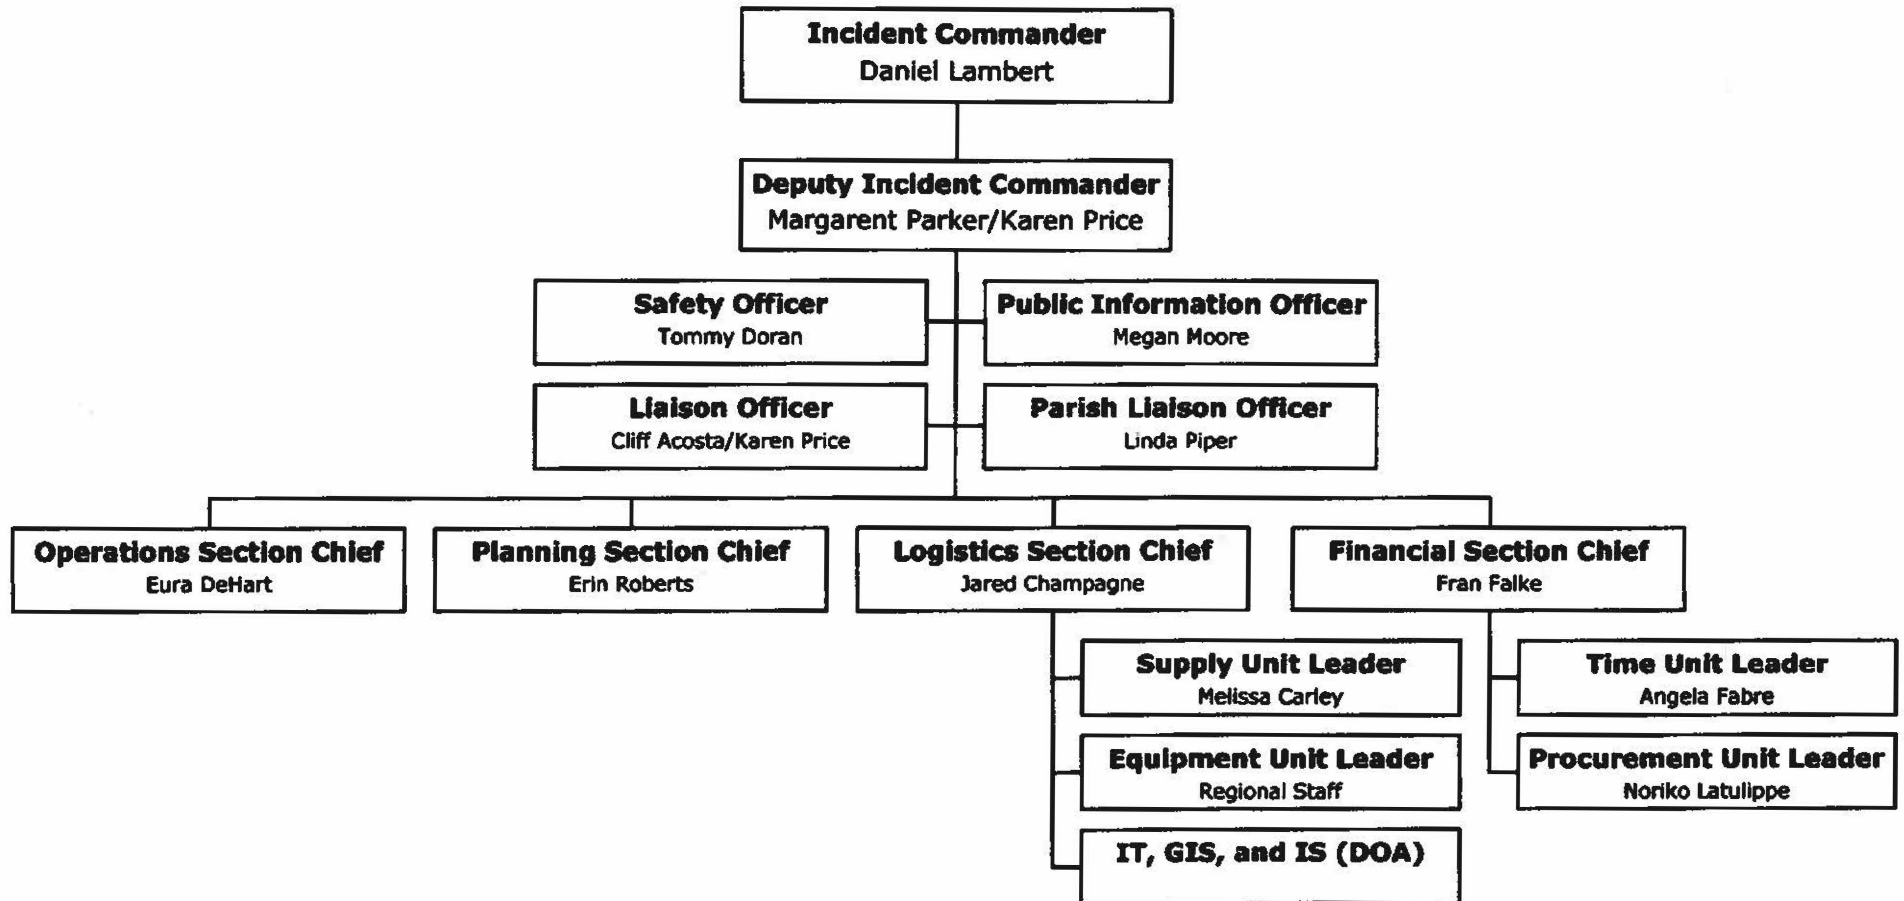 Incident Commander
Daniel Lambert
Deputy Incident Commander
Margarent Parker/Karen Price
Safety Officer
Tommy Doran
Public Information Officer
Megan Moore
Liaison Officer
Cliff Acosta/Karen Price
Parish Liaison Officer
Linda Piper
Operations Section Chief
Eura DeHart
Planning Section Chief
Erin Roberts
Logistics Section Chief
Jared Champagne
Financial Section Chief
Fran Falke
Supply Unit Leader
Melissa Carley
Time Unit Leader
Angela Fabre
Equipment Unit Leader
Regional Staff
Procurement Unit Leader
Noriko Latulippe
IT, GIS, and IS (DOA)